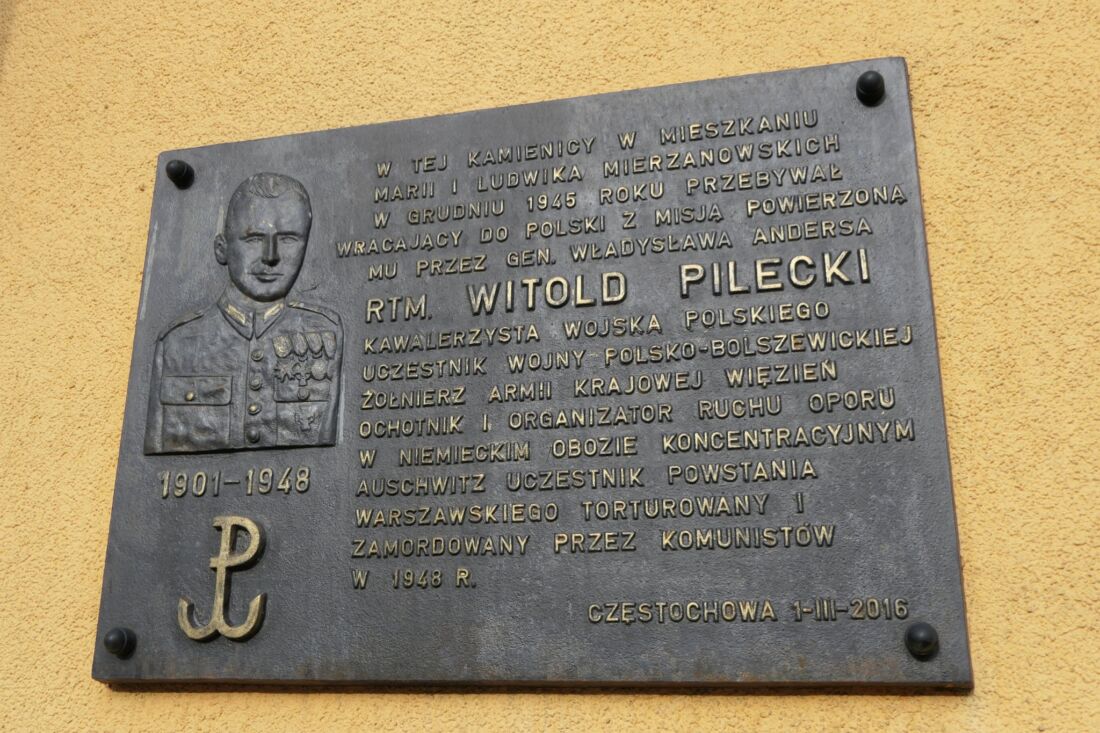 W TEJ KAMIENICY W MIESZKANIU
MARII I LUDWIKA MIERZANOWSKICH
W GRUDNIU 1945 ROKU PRZEBYWAŁ
WRACAJĄCY DO POLSKI Z MISJĄ POWIERZONĄ
MU PRZEZ GEN. WŁADYSŁAWA ANDERSA
RTM. WITOLD PILECKI
KAWALERZYSTA WOJSKA POLSKIEGO
UCZESTNIK WOJNY POLSKO-BOLSZEWICKIEJ
ŻOŁNIERZ ARMII KRAJOWEJ WIĘZIEŃ
OCHOTNIK I ORGANIZATOR RUCHU OPORU
W NIEMIECKIM OBOZIE KONCENTRACYJNYM
AUSCHWITZ UCZESTNIK POWSTANIA
WARSZAWSKIEGO TORTUROWANY I
ZAMORDOWANY PRZEZ KOMUNISTÓW
W 1948 R.
1901-1948
CZĘSTOCHOWA 1-III-2016